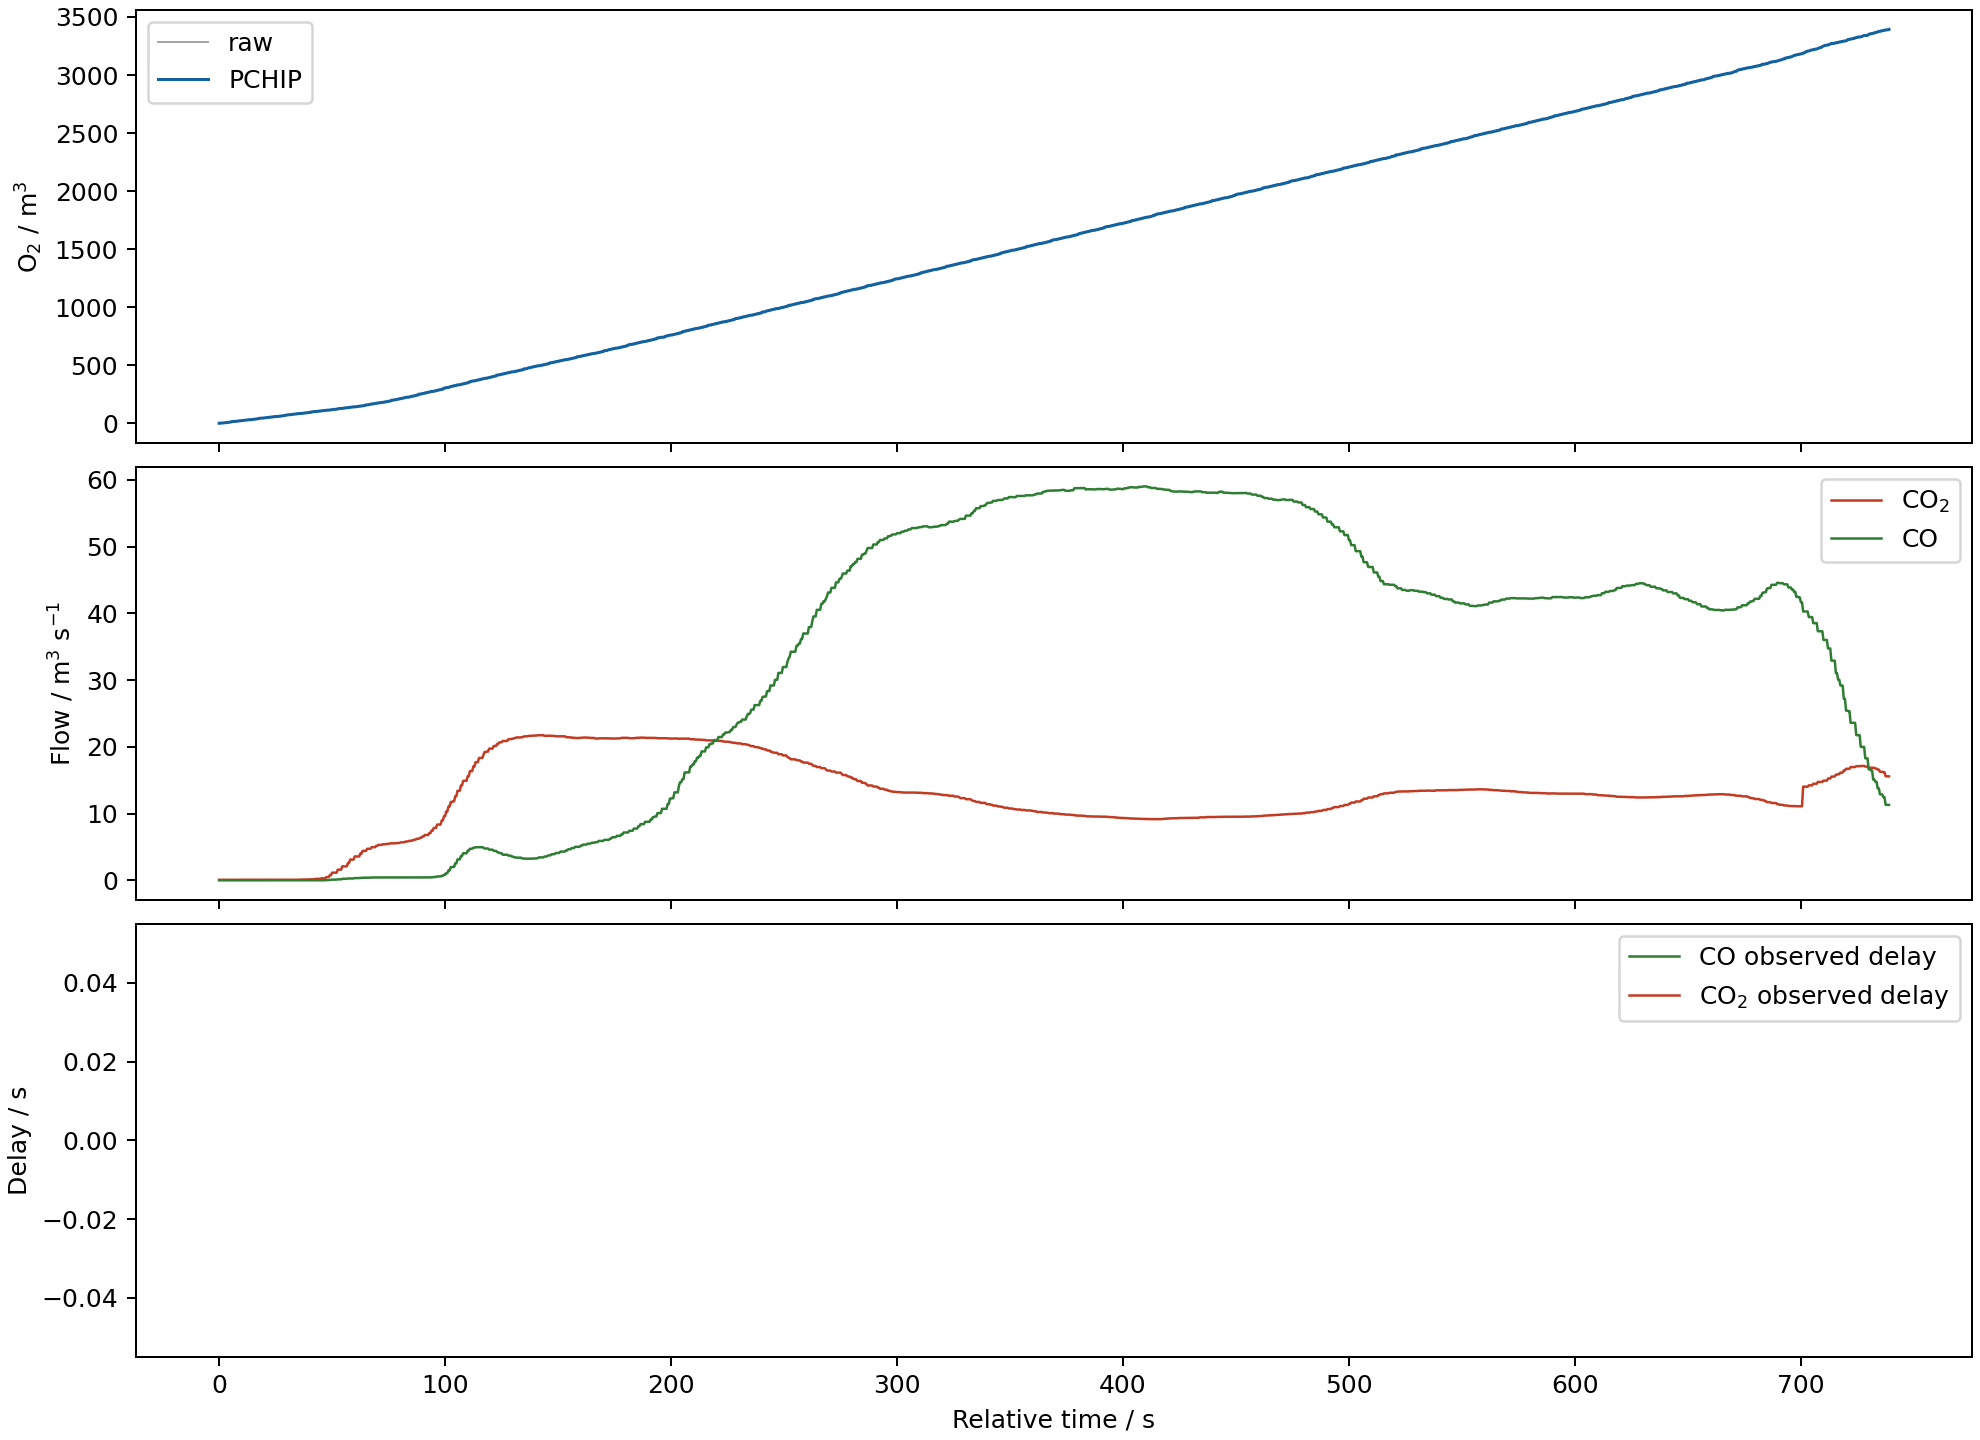 3500
3000
2500
2000
1500
1000
500
0
O₂ / m³
raw
PCHIP
60
50
40
30
20
10
0
Flow / m³ s⁻¹
CO₂
CO
0.04
0.02
0.00
−0.02
−0.04
Delay / s
CO observed delay
CO₂ observed delay
0 100 200 300 400 500 600 700
Relative time / s